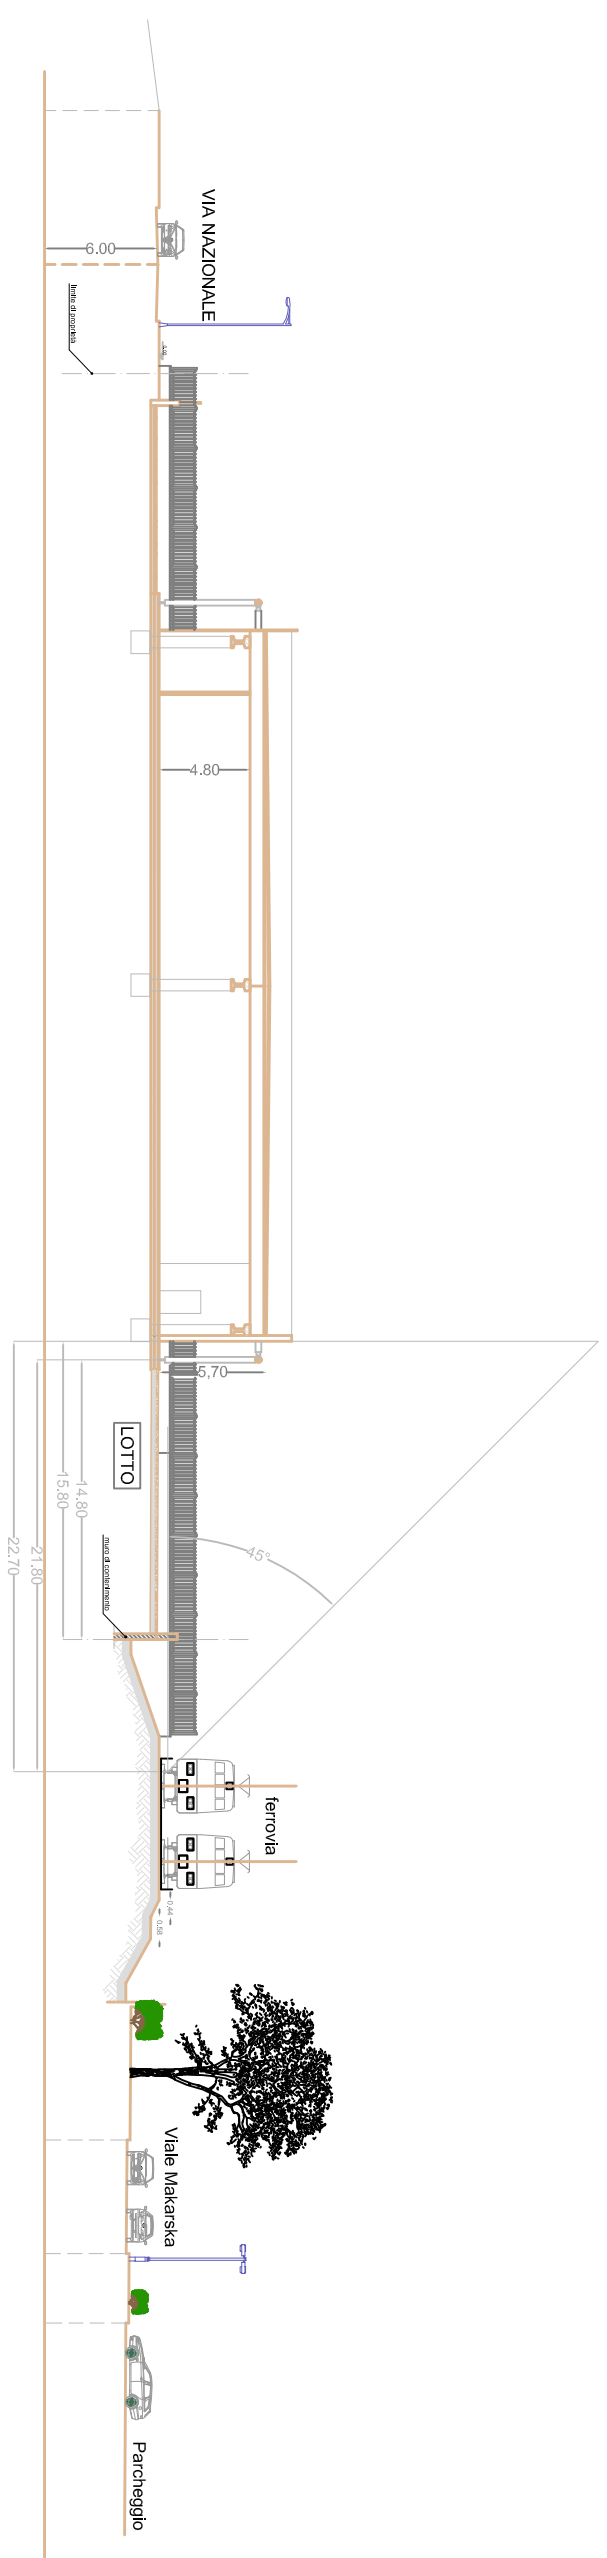 VIA NAZIONALE
6.00
limite di proprietà
4.80
5,70
LOTTO
14.80
15.80
21.80
22.70
45°
muro di contenimento
ferrovia
0.44
0.58
Viale Makarska
Parcheggio